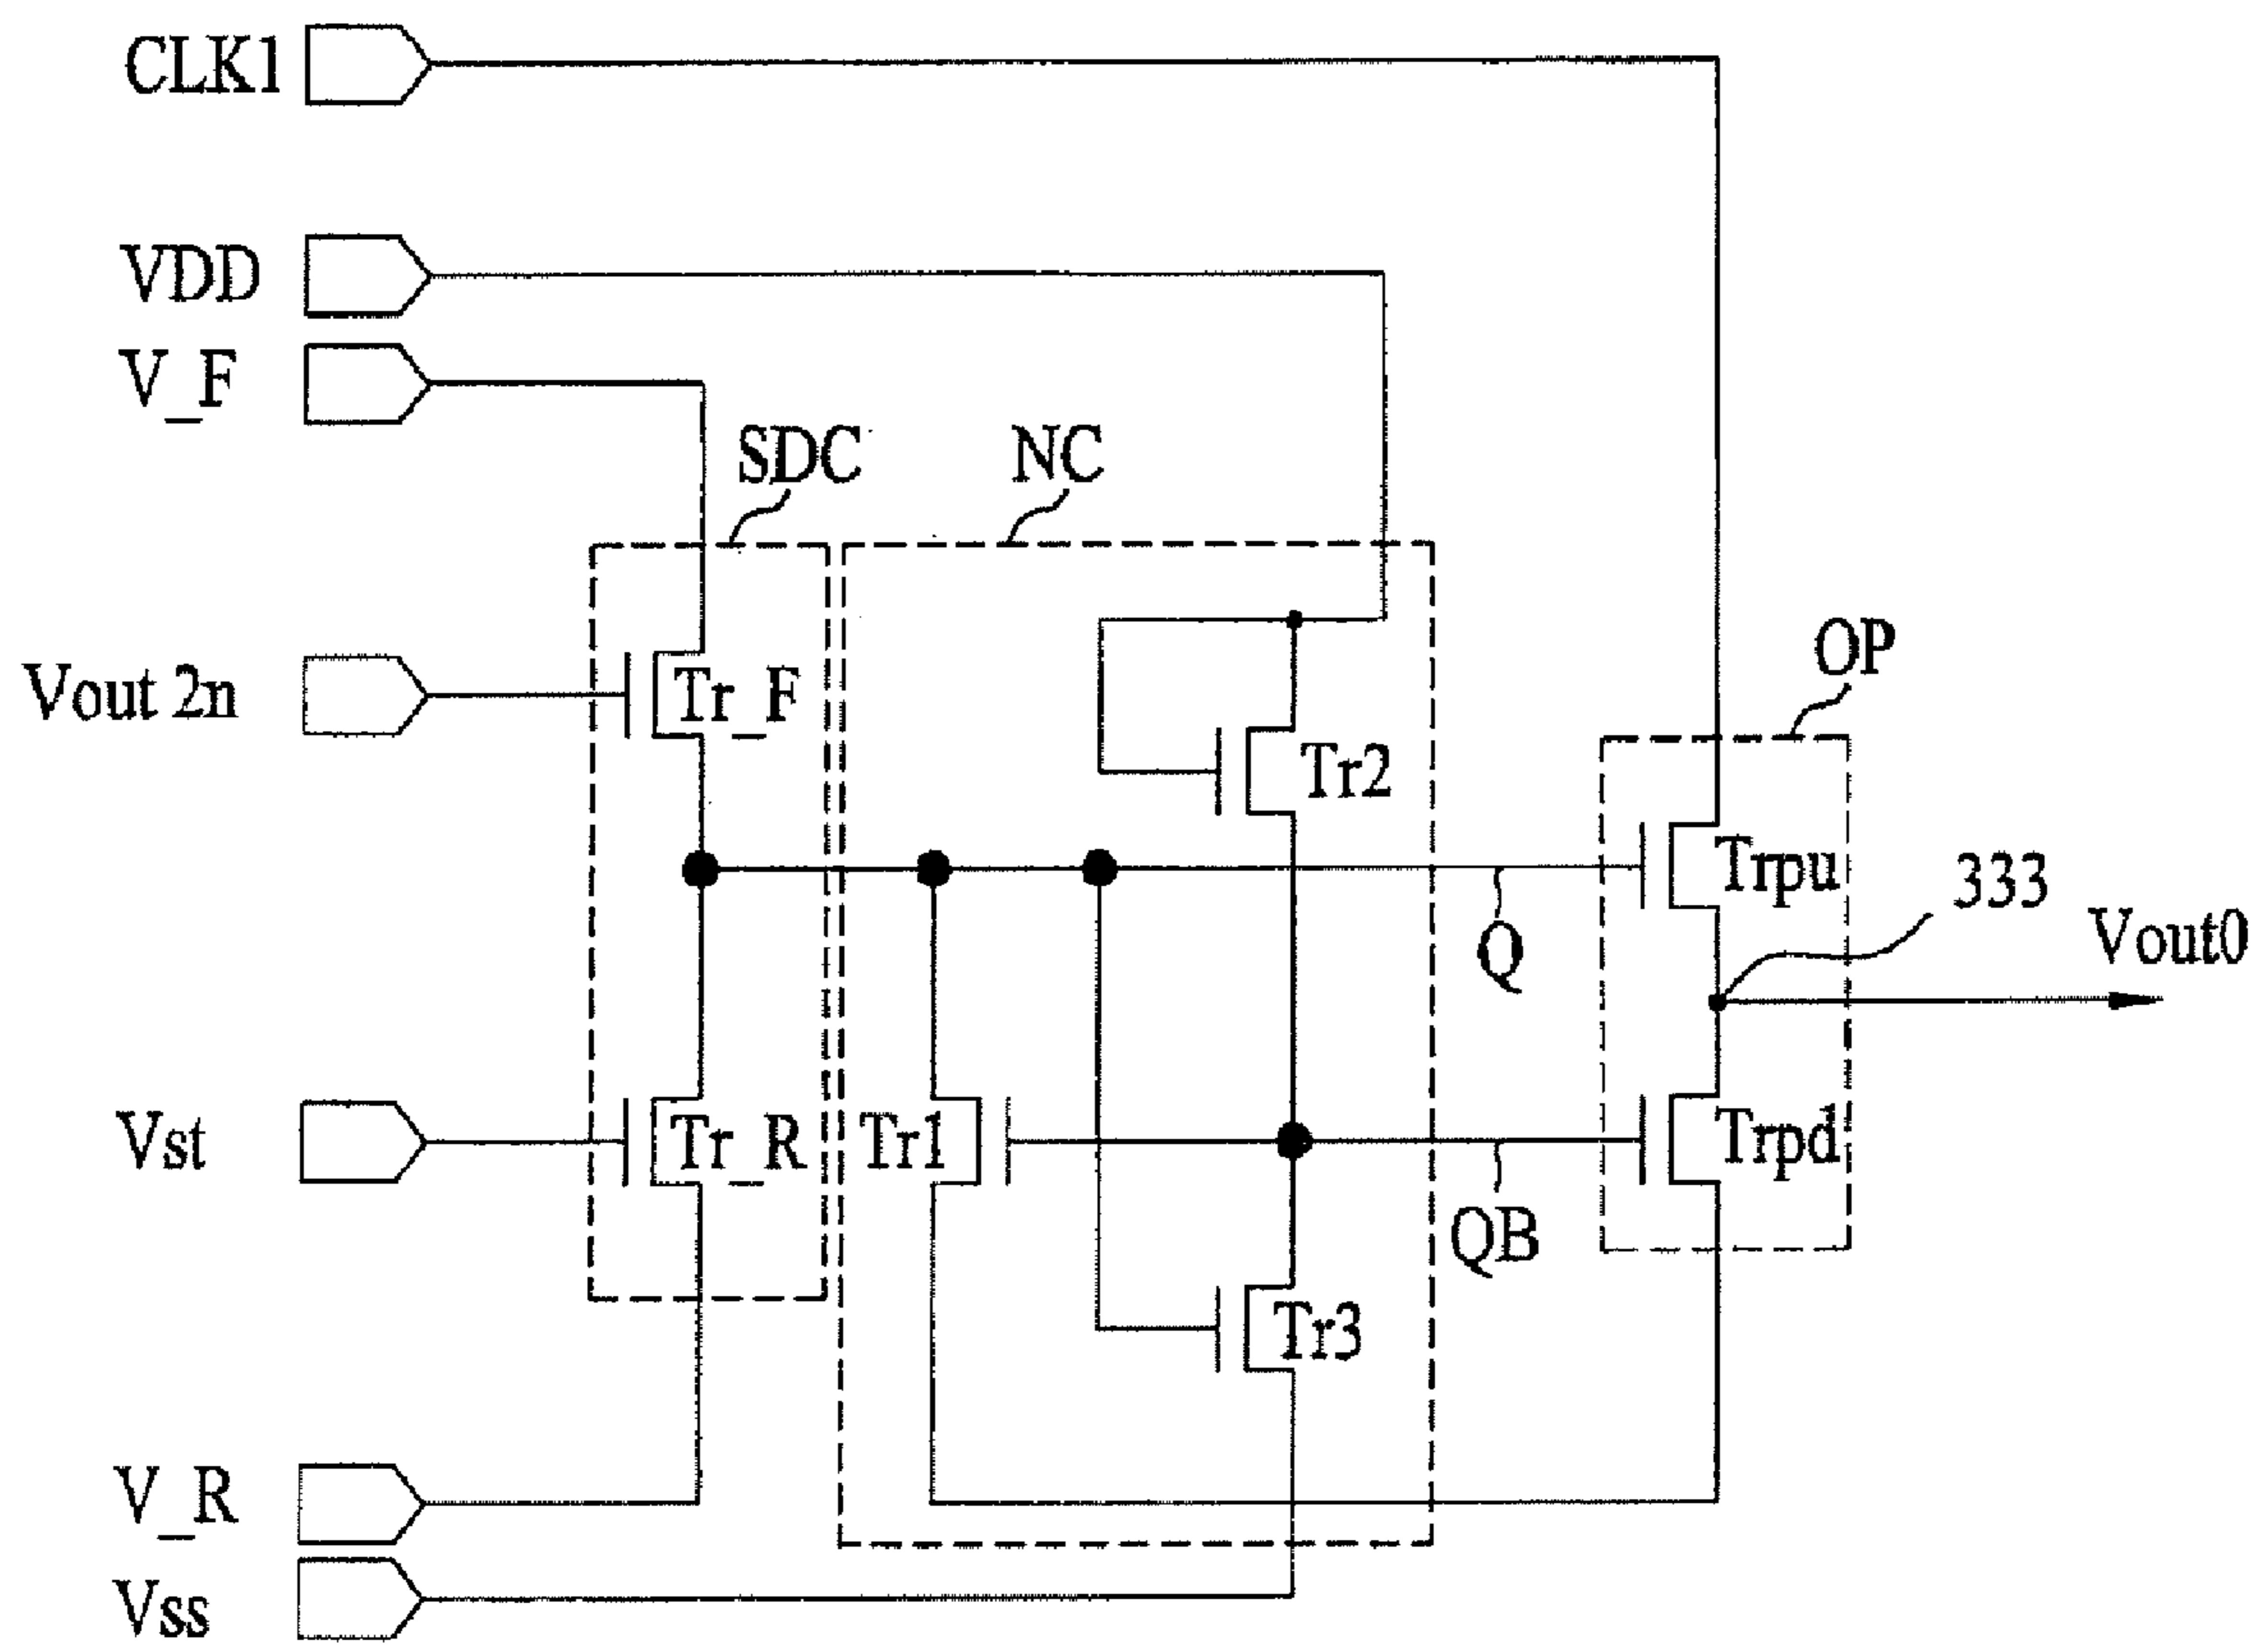 CLK1
VDD
V_F
SDC
NC
OP
Vout 2n
Tr_F
Tr2
Trpu
333
Vout0
Q
Vst
Tr_R
Tr1
Trpd
QB
Tr3
V_R
Vss